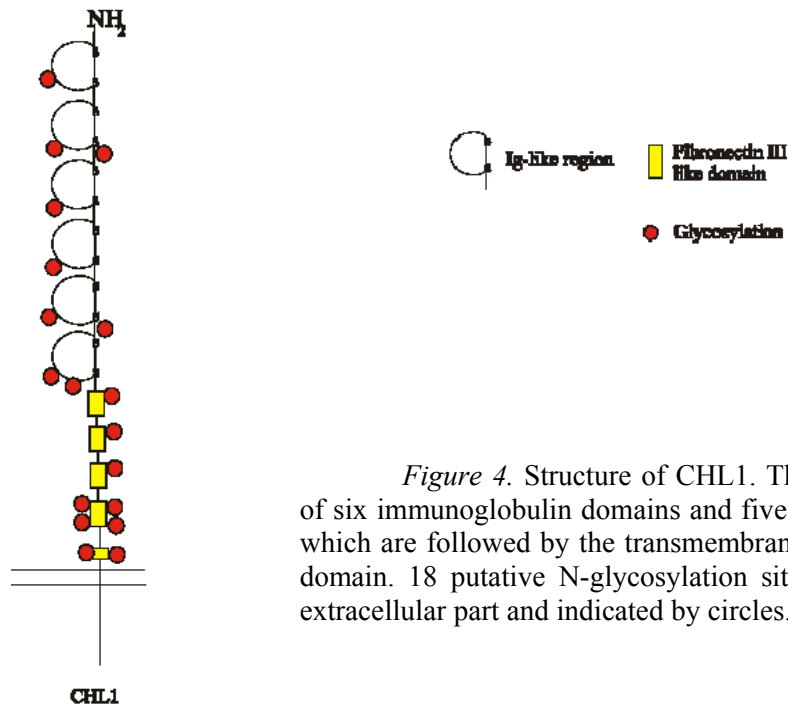 NH2
Ig-like region
Fibronectin III
like domain
Glycosylation
Figure 4. Structure of CHL1. Th
of six immunoglobulin domains and five
which are followed by the transmembran
domain. 18 putative N-glycosylation sit
extracellular part and indicated by circles.
CHL1